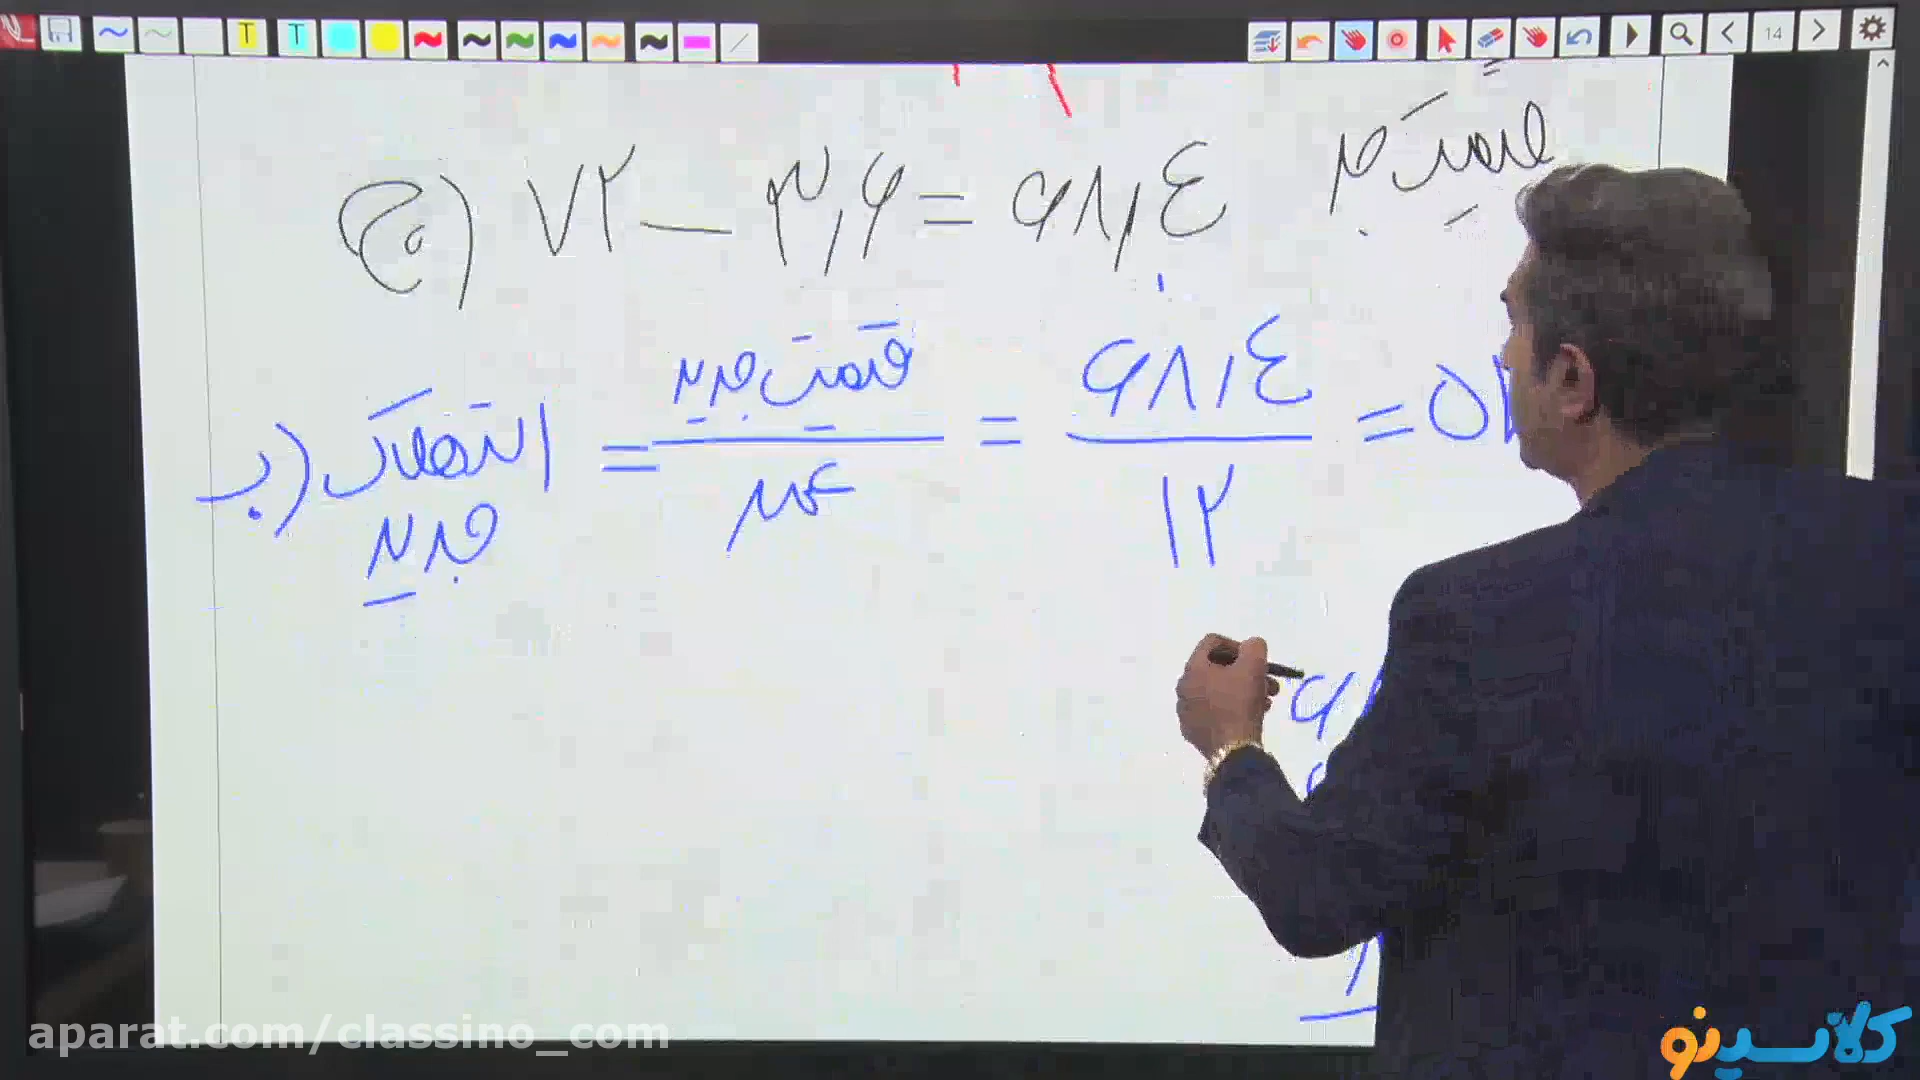 14
قیمت جدید
ج) ۷۲ - ۳٫۶ = ۶۸٫۴
ب) استهلاک جدید = قیمت جدید / عمر = ۶۸٫۴ / ۱۲ = ۵
aparat.com/classino_com
کلاسینو